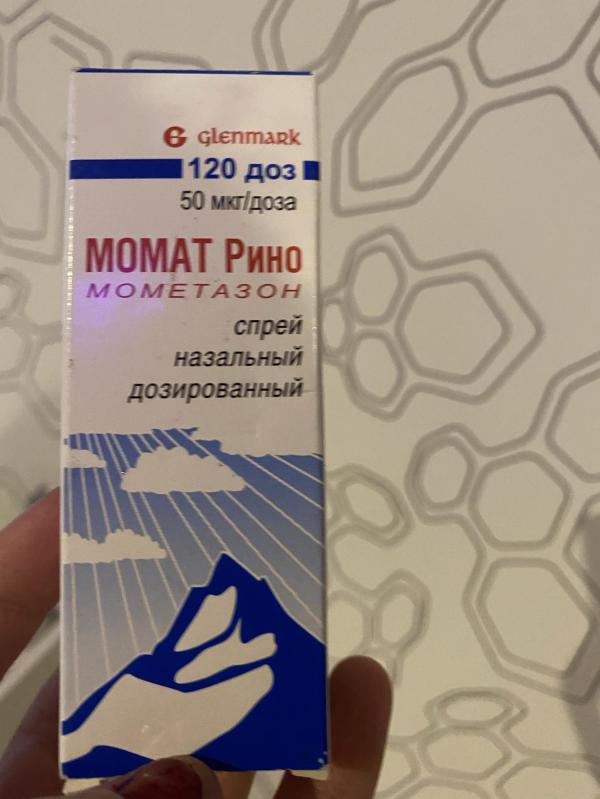 Glenmark
120 доз
50 мкг/доза
МОМАТ Рино
МОМЕТАЗОН
спрей
назальный
дозированный